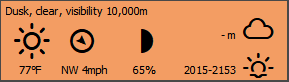 Dusk, clear, visibility 10,000m
- m
77°F NW 4mph 65% 2015-2153